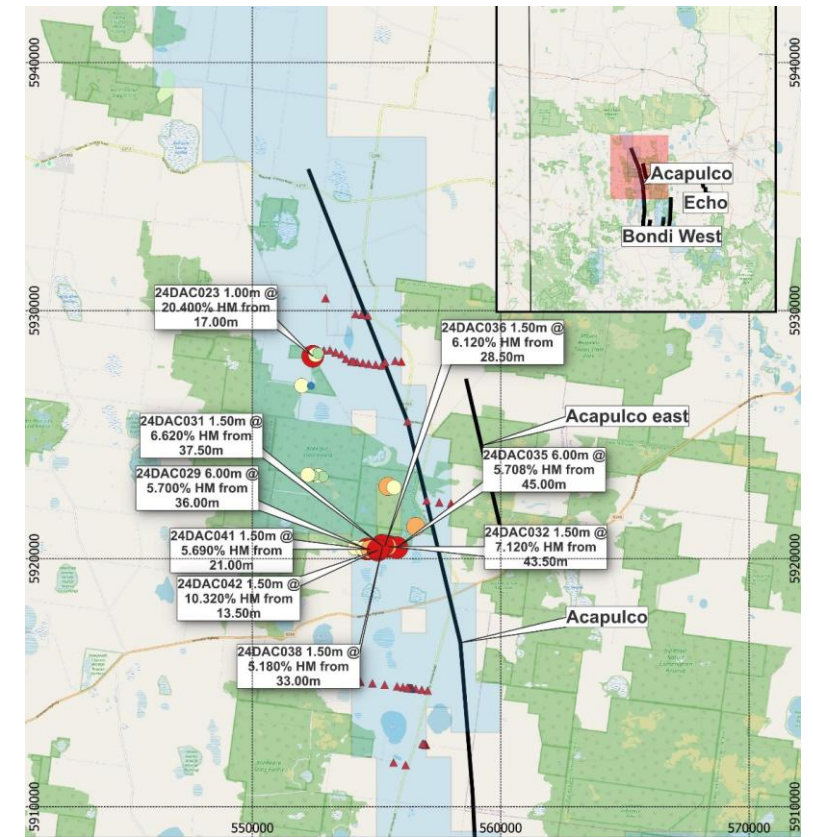 5940000
5940000
Acapulco
Echo
Bondi West
24DAC023 1.00m @
20.400% HM from
17.00m
5930000
5930000
24DAC036 1.50m @
6.120% HM from
28.50m
24DAC031 1.50m @
6.620% HM from
37.50m
Acapulco east
24DAC035 6.00m @
5.708% HM from
45.00m
24DAC029 6.00m @
5.700% HM from
36.00m
24DAC041 1.50m @
5.690% HM from
21.00m
24DAC032 1.50m @
7.120% HM from
43.50m
5920000
5920000
24DAC042 1.50m @
10.320% HM from
13.50m
Acapulco
24DAC038 1.50m @
5.180% HM from
33.00m
5910000
5910000
550000
560000
570000